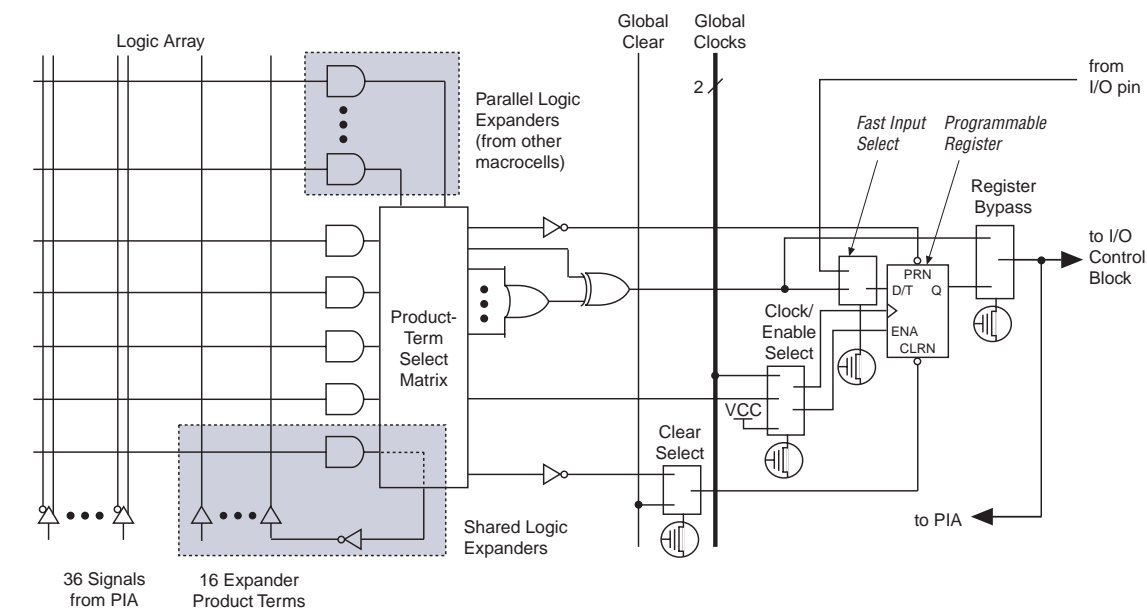 Logic Array
Global
Clear
Global
Clocks
2
from
I/O pin
Parallel Logic
Expanders
(from other
macrocells)
Fast Input
Select
Programmable
Register
Register
Bypass
to I/O
Control
Block
PRN
D/T Q
ENA
CLRN
Clock/
Enable
Select
Product-
Term
Select
Matrix
VCC
Clear
Select
to PIA
Shared Logic
Expanders
36 Signals
from PIA
16 Expander
Product Terms